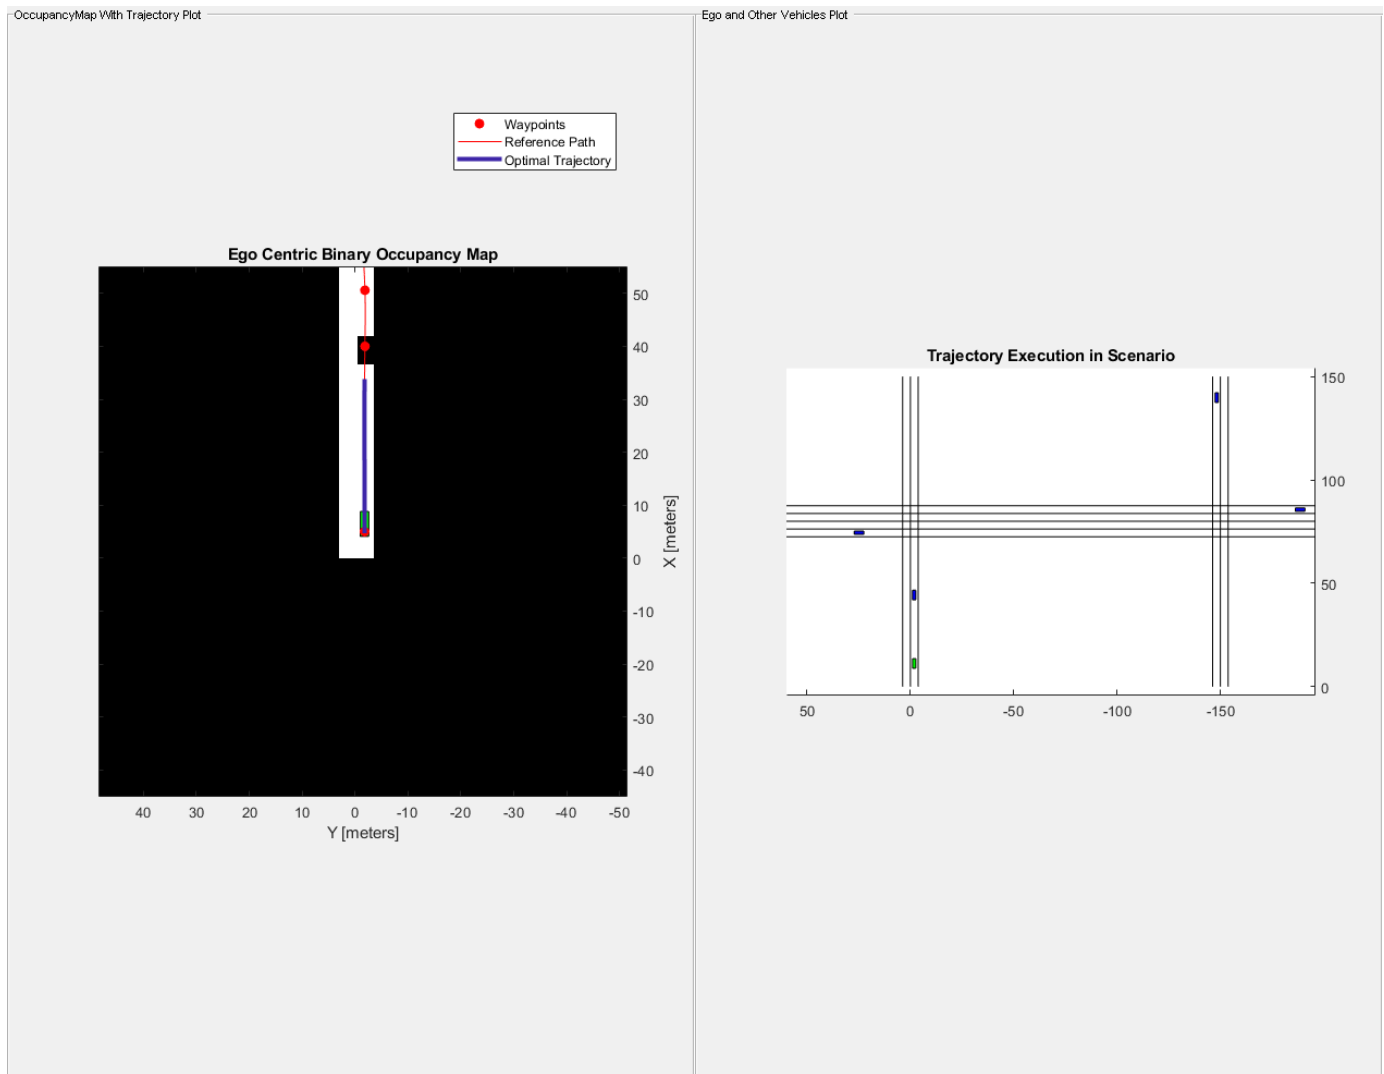 OccupancyMap With Trajectory Plot
Waypoints
Reference Path
Optimal Trajectory
Ego Centric Binary Occupancy Map
50
40
30
20
10
0
-10
-20
-30
-40
X [meters]
40 30 20 10 0 -10 -20 -30 -40 -50
Y [meters]
Ego and Other Vehicles Plot
Trajectory Execution in Scenario
150
100
50
0
50 0 -50 -100 -150